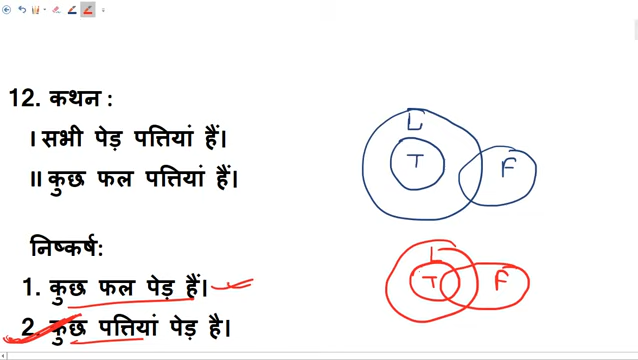 12. कथन :
I सभी पेड़ पत्तियां हैं।
II कुछ फल पत्तियां हैं।
L
T
F
निष्कर्ष:
1. कुछ फल पेड़ हैं।
2. कुछ पत्तियां पेड़ है।
L
T
F